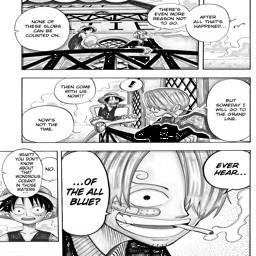 AFTER
ALL THAT'S
HAPPENED...
THERE'S
EVEN MORE
REASON NOT
TO GO.
NONE OF
THESE GLOBS
CAN BE
COUNTED ON.
BUT
SOMEDAY I
WILL GO TO
THE GRAND
LINE.
!
THEN COME
WITH US
NOW!!
NOW'S
NOT THE
TIME.
EVER
HEAR...
...OF
THE ALL
BLUE?
NO.
WHAT?
YOU DON'T
KNOW
ABOUT
THAT
WONDROUS
OCEAN
IN THOSE
WATERS